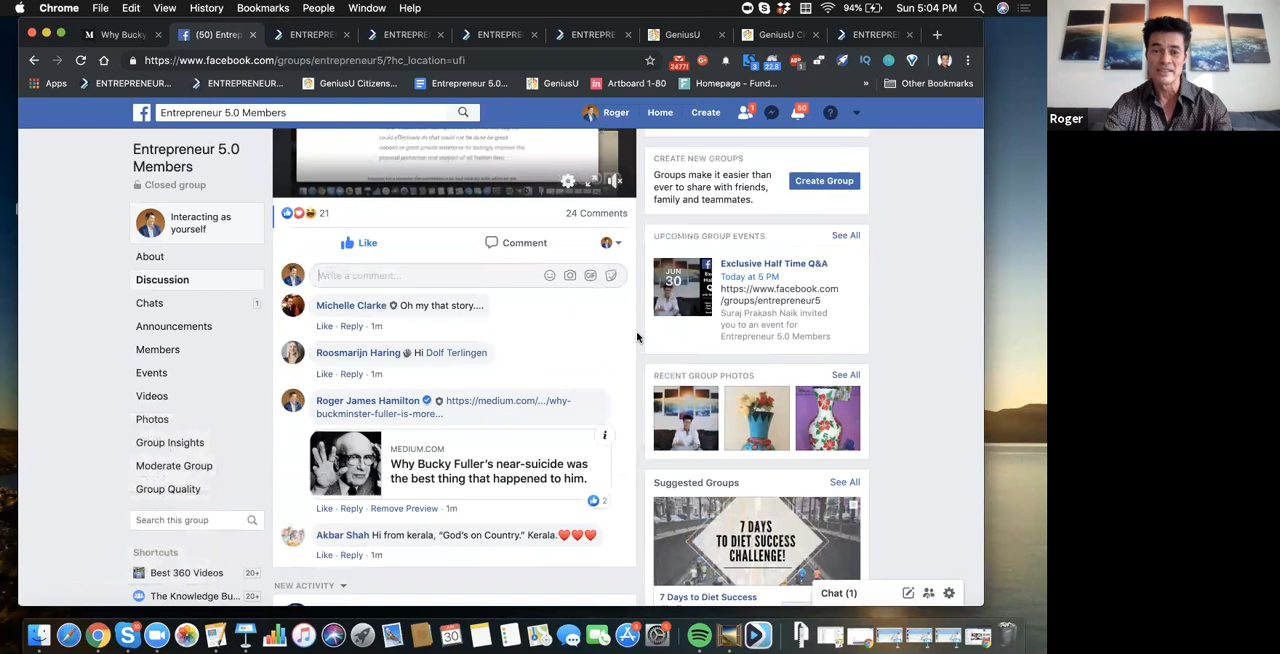 Chrome File Edit View History Bookmarks People Window Help 94% Sun 5:04 PM
Why Bucky (50) Entrep ENTREPRE ENTREPRE ENTREPRE ENTREPRE GeniusU GeniusU Ci ENTREPRE
https://www.facebook.com/groups/entrepreneur5/?hc_location=ufi
Apps ENTREPRENEUR... ENTREPRENEUR... GeniusU Citizens... Entrepreneur 5.0... GeniusU Artboard 1-80 Homepage - Fund... » Other Bookmarks
Entrepreneur 5.0 Members
Roger Home Create 1 50
Roger
Entrepreneur 5.0
Members
Closed group
Interacting as
yourself
About
Discussion
Chats 1
Announcements
Members
Events
Videos
Photos
Group Insights
Moderate Group
Group Quality
Search this group
Shortcuts
Best 360 Videos 20+
The Knowledge Bu... 20+
21 24 Comments
Like Comment
Write a comment...
Michelle Clarke Oh my that story....
Like · Reply · 1m
Roosmarijn Haring Hi Dolf Terlingen
Like · Reply · 1m
Roger James Hamilton https://medium.com/.../why-
buckminster-fuller-is-more...
MEDIUM.COM
Why Bucky Fuller's near-suicide was
the best thing that happened to him.
2
Like · Reply · Remove Preview · 1m
Akbar Shah Hi from kerala, "God's on Country." Kerala.❤️❤️❤️
Like · Reply · 1m
NEW ACTIVITY
CREATE NEW GROUPS
Groups make it easier than
ever to share with friends,
family and teammates.
Create Group
UPCOMING GROUP EVENTS See All
JUN
30
Exclusive Half Time Q&A
Today at 5 PM
https://www.facebook.com
/groups/entrepreneur5
Suraj Prakash Naik invited
you to an event for
Entrepreneur 5.0 Members
RECENT GROUP PHOTOS See All
Suggested Groups See All
7 DAYS
TO DIET SUCCESS
CHALLENGE!
7 Days to Diet Success
Chat (1)